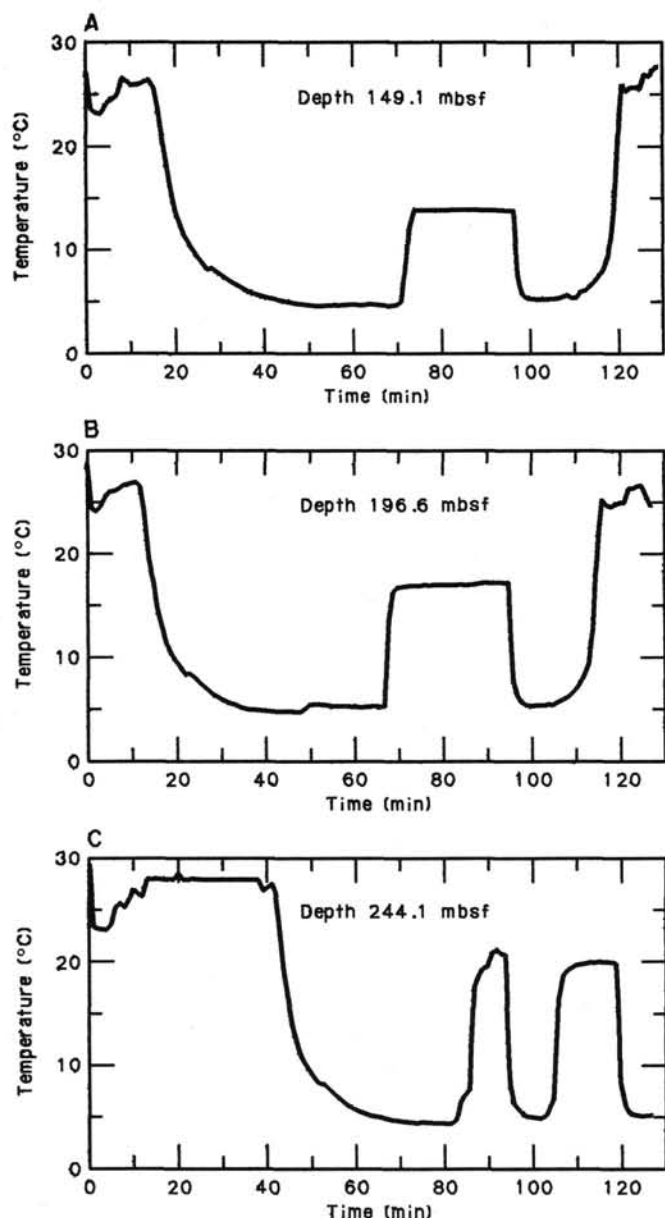 A
30
20
10
0
Temperature (°C)
Depth 149.1 mbsf
0 20 40 60 80 100 120
Time (min)
B
30
20
10
0
Temperature (°C)
Depth 196.6 mbsf
0 20 40 60 80 100 120
Time (min)
C
30
20
10
0
Temperature (°C)
Depth 244.1 mbsf
0 20 40 60 80 100 120
Time (min)